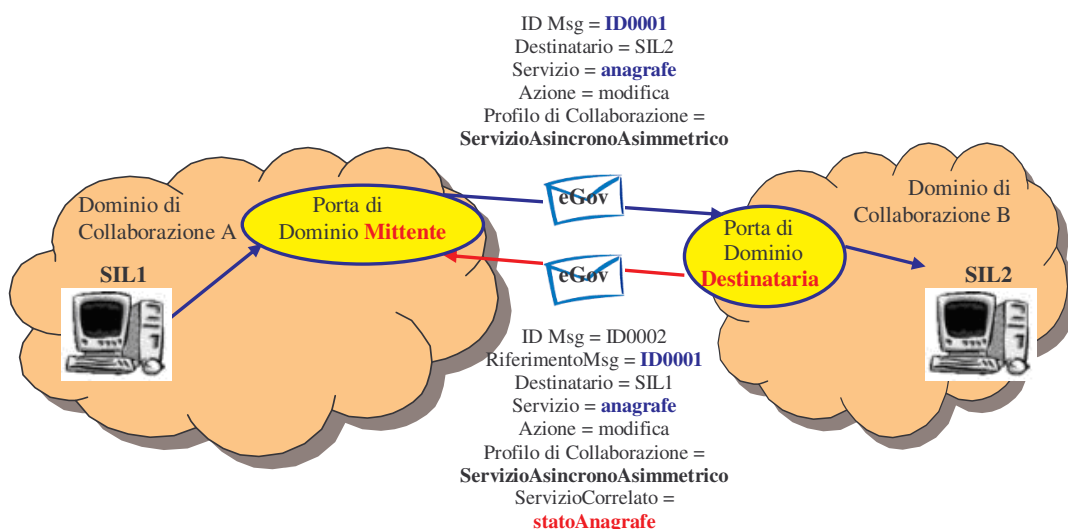 ID Msg = ID0001
Destinatario = SIL2
Servizio = anagrafe
Azione = modifica
Profilo di Collaborazione =
ServizioAsincronoAsimmetrico
Dominio di
Collaborazione A
Porta di
Dominio Mittente
eGov
Dominio di
Collaborazione B
Porta di
Dominio
Destinataria
SIL1
eGov
SIL2
ID Msg = ID0002
RiferimentoMsg = ID0001
Destinatario = SIL1
Servizio = anagrafe
Azione = modifica
Profilo di Collaborazione =
ServizioAsincronoAsimmetrico
ServizioCorrelato =
statoAnagrafe